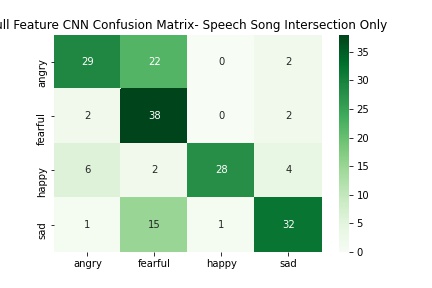 ull Feature CNN Confusion Matrix- Speech Song Intersection Only
angry 29 22 0 2
fearful 2 38 0 2
happy 6 2 28 4
sad 1 15 1 32
angry fearful happy sad
35
30
25
20
15
10
5
0